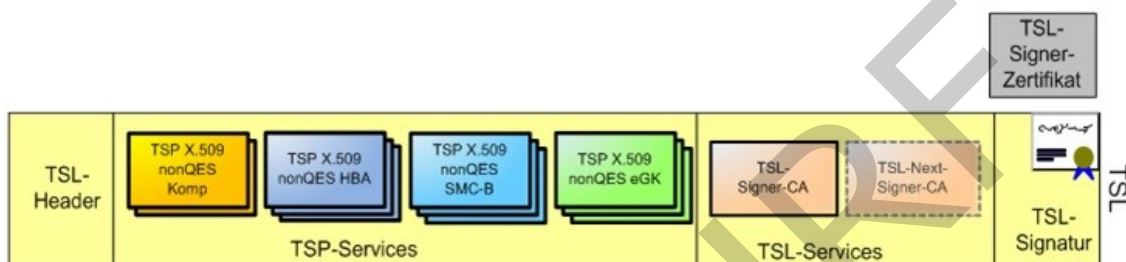 TSL-
Signer-
Zertifikat
TSL-
Header
TSP X.509
nonQES
Komp
TSP X.509
nonQES HBA
TSP X.509
nonQES
SMC-B
TSP X.509
nonQES eGK
TSP-Services
TSL-
Signer-CA
TSL-Next-
Signer-CA
TSL-Services
TSL-
Signatur
TSL